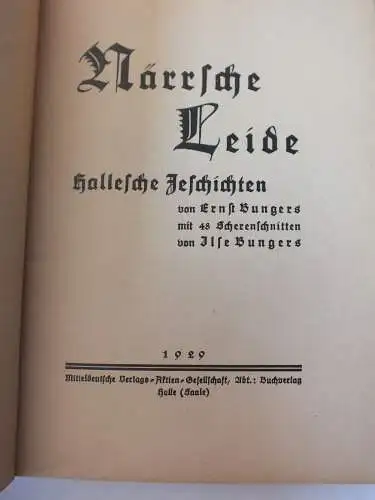 Närrsche
Leide
Hallesche Jeschichten
von Ernst Bungers
mit 48 Scherenschnitten
von Ilse Bungers
1929
Mitteldeutsche Verlags-Aktien-Gesellschaft, Abt.: Buchverlag
Halle (Saale)